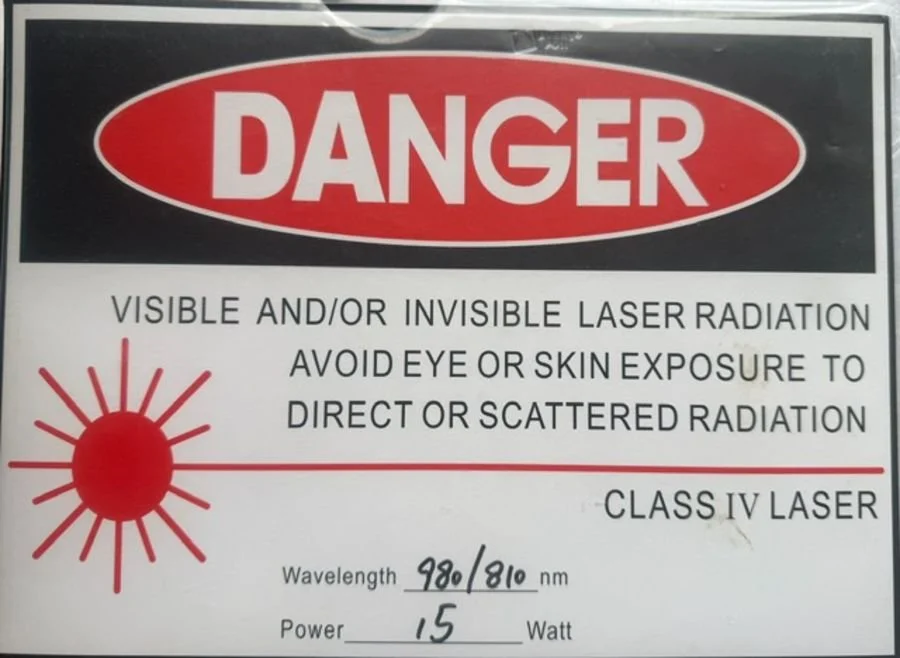 DANGER
VISIBLE AND/OR INVISIBLE LASER RADIATION
AVOID EYE OR SKIN EXPOSURE TO
DIRECT OR SCATTERED RADIATION
CLASS IV LASER
Wavelength 980/810 nm
Power 15 Watt